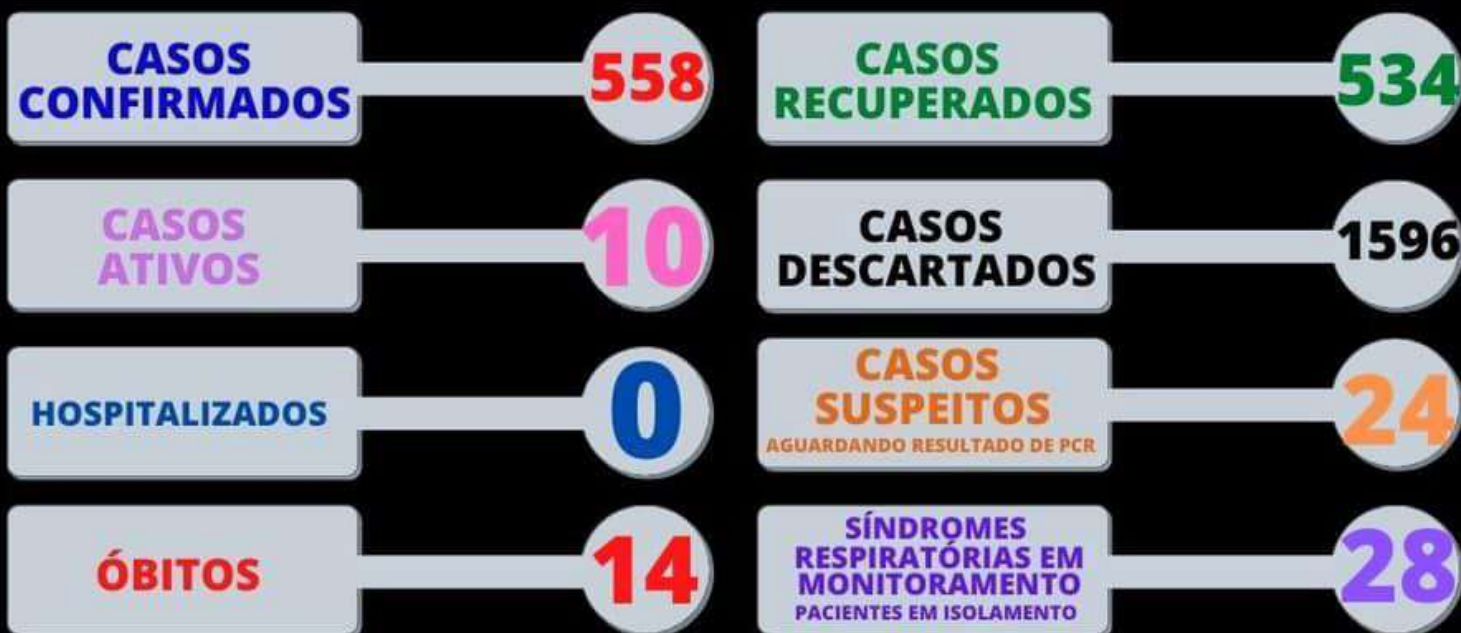 CASOS
CONFIRMADOS
558
CASOS
RECUPERADOS
534
CASOS
ATIVOS
10
CASOS
DESCARTADOS
1596
HOSPITALIZADOS
0
CASOS
SUSPEITOS
AGUARDANDO RESULTADO DE PCR
24
ÓBITOS
14
SÍNDROMES
RESPIRATÓRIAS EM
MONITORAMENTO
PACIENTES EM ISOLAMENTO
28